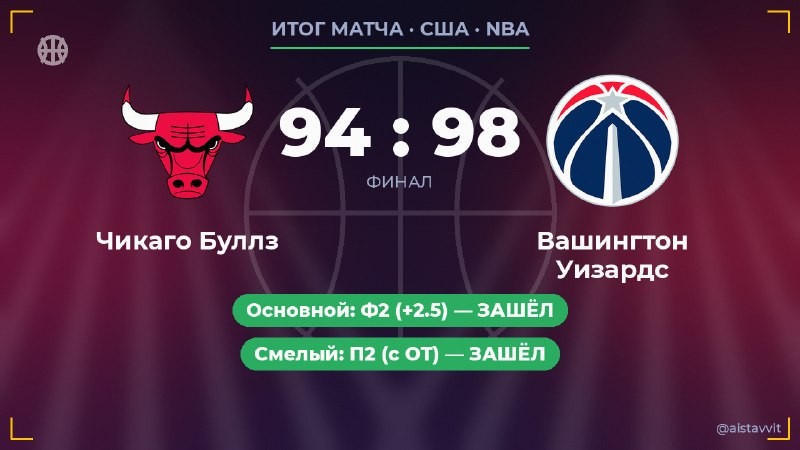 ИТОГ МАТЧА · США · NBA
94 : 98
ФИНАЛ
Чикаго Буллз
Вашингтон
Уизардс
Основной: Ф2 (+2.5) — ЗАШЁЛ
Смелый: П2 (с ОТ) — ЗАШЁЛ
@aistavvit